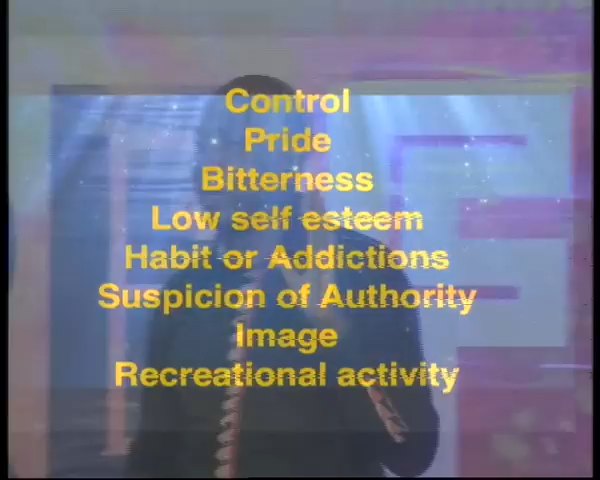 Control
Pride
Bitterness
Low self esteem
Habit or Addictions
Suspicion of Authority
Image
Recreational activity